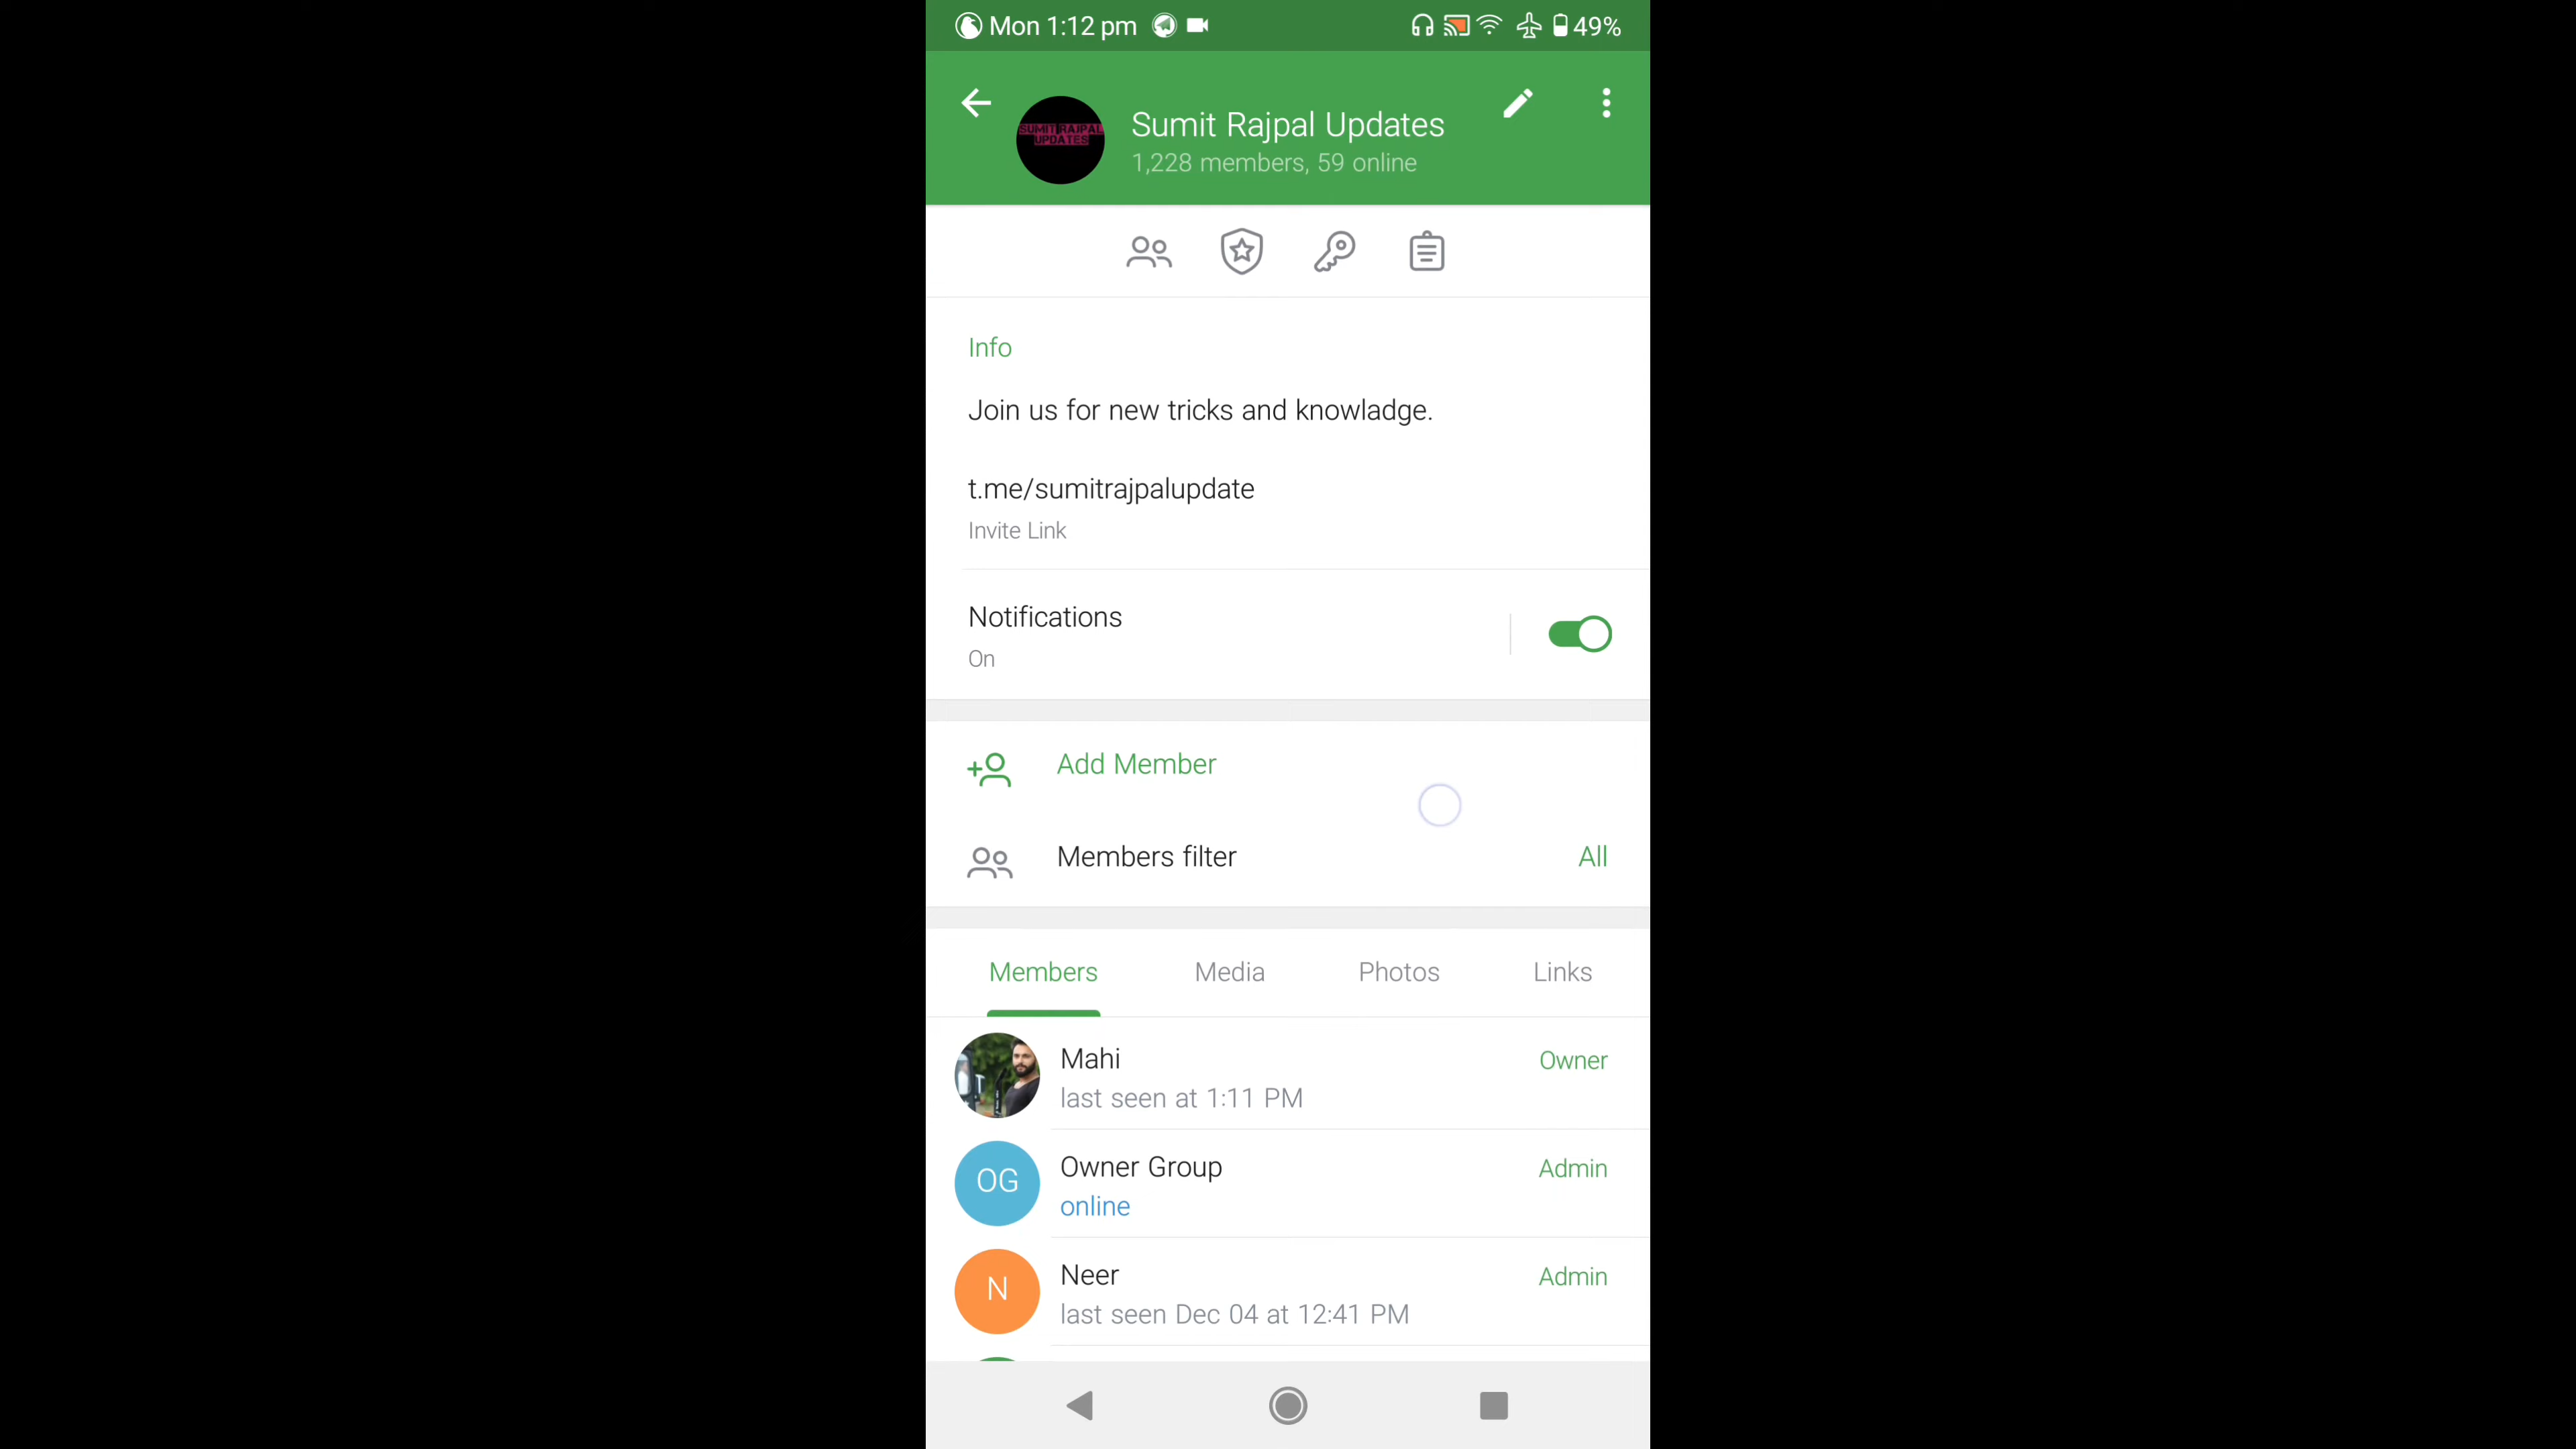 Mon 1:12 pm
49%
SUMIT RAJPAL
UPDATES
Sumit Rajpal Updates
1,228 members, 59 online
Info
Join us for new tricks and knowladge.
t.me/sumitrajpalupdate
Invite Link
Notifications
On
Add Member
Members filter
All
Members
Media
Photos
Links
Mahi
Owner
last seen at 1:11 PM
OG
Owner Group
Admin
online
N
Neer
Admin
last seen Dec 04 at 12:41 PM